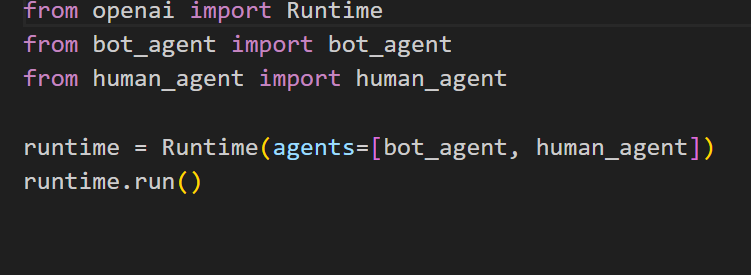 from openai import Runtime
from bot_agent import bot_agent
from human_agent import human_agent
runtime = Runtime(agents=[bot_agent, human_agent])
runtime.run()